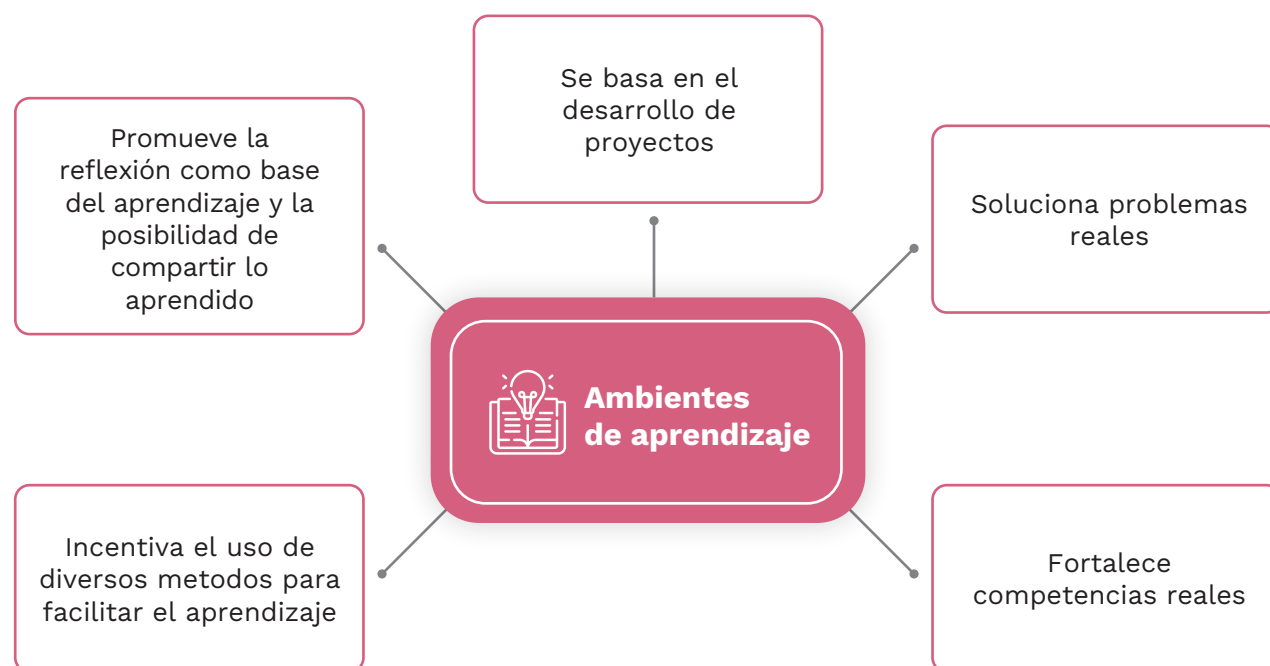 Se basa en el
desarrollo de
proyectos
Promueve la
reflexión como base
del aprendizaje y la
posibilidad de
compartir lo
aprendido
Soluciona problemas
reales
Ambientes
de aprendizaje
Incentiva el uso de
diversos metodos para
facilitar el aprendizaje
Fortalece
competencias reales